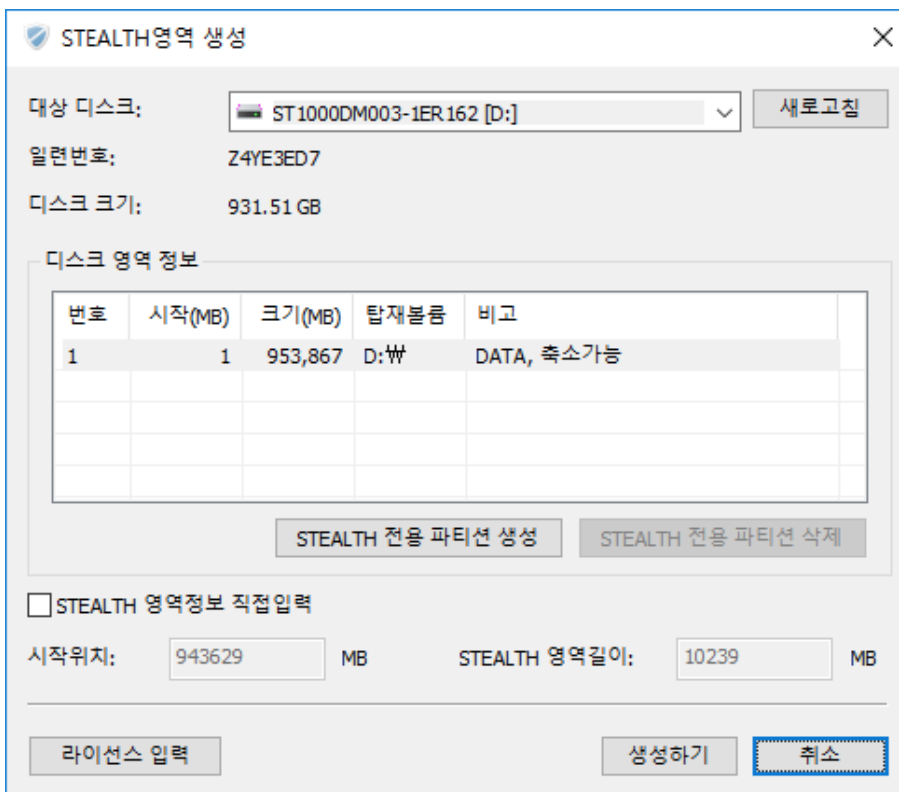 STEALTH영역 생성
대상 디스크: ST1000DM003-1ER162 [D:] 새로고침
일련번호: Z4YE3ED7
디스크 크기: 931.51 GB
디스크 영역 정보
번호 시작(MB) 크기(MB) 탑재볼륨 비고
1 1 953,867 D:₩ DATA, 축소가능
STEALTH 전용 파티션 생성 STEALTH 전용 파티션 삭제
STEALTH 영역정보 직접입력
시작위치: 943629 MB STEALTH 영역길이: 10239 MB
라이선스 입력 생성하기 취소